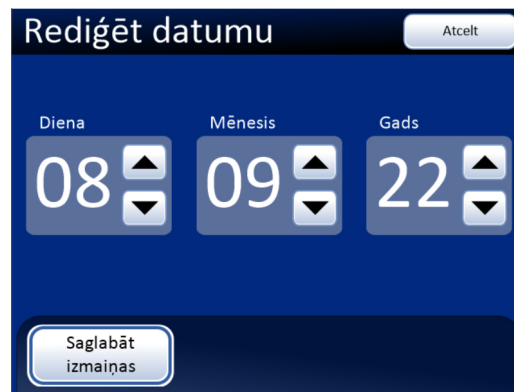 Rediģēt datumu
Atcelt
Diena
Mēnesis
Gads
08
09
22
Saglabāt
izmaiņas